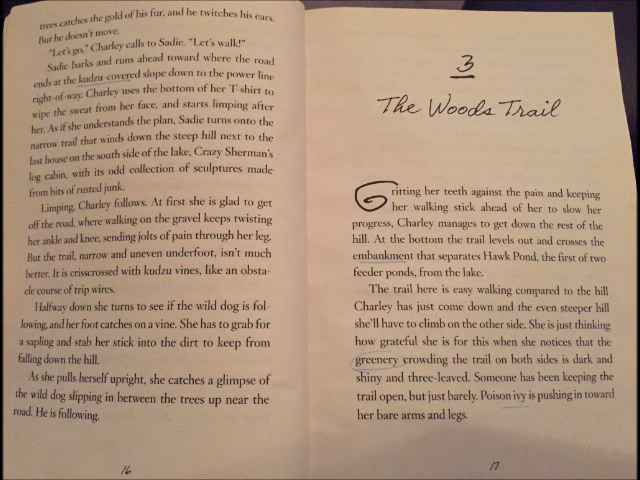 trees catches the gold of his fur, and he twitches his ears.
But he doesn't move.
"Let's go," Charley calls to Sadie. "Let's walk!"
Sadie barks and runs ahead toward where the road
ends at the kudzu-covered slope down to the power line
right-of-way. Charley uses the bottom of her T-shirt to
wipe the sweat from her face, and starts limping after
her. As if she understands the plan, Sadie turns onto the
narrow trail that winds down the steep hill next to the
last house on the south side of the lake, Crazy Sherman's
log cabin, with its odd collection of sculptures made
from bits of rusted junk.
Limping, Charley follows. At first she is glad to get
off the road, where walking on the gravel keeps twisting
her ankle and knee, sending jolts of pain through her leg.
But the trail, narrow and uneven underfoot, isn't much
better. It is crisscrossed with kudzu vines, like an obsta-
cle course of trip wires.
Halfway down she turns to see if the wild dog is fol-
lowing, and her foot catches on a vine. She has to grab for
a sapling and stab her stick into the dirt to keep from
falling down the hill.
As she pulls herself upright, she catches a glimpse of
the wild dog slipping in between the trees up near the
road. He is following.
16
3
The Woods Trail
Gritting her teeth against the pain and keeping
her walking stick ahead of her to slow her
progress, Charley manages to get down the rest of the
hill. At the bottom the trail levels out and crosses the
embankment that separates Hawk Pond, the first of two
feeder ponds, from the lake.
The trail here is easy walking compared to the hill
Charley has just come down and the even steeper hill
she'll have to climb on the other side. She is just thinking
how grateful she is for this when she notices that the
greenery crowding the trail on both sides is dark and
shiny and three-leaved. Someone has been keeping the
trail open, but just barely. Poison ivy is pushing in toward
her bare arms and legs.
17